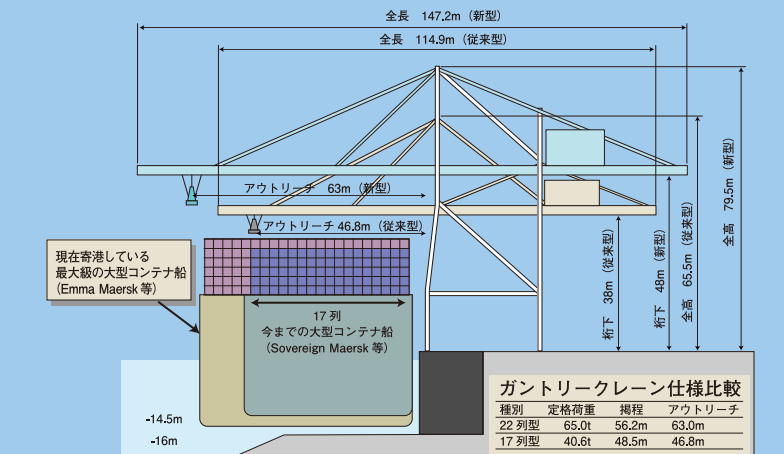 全長 147.2m（新型）
全長 114.9m（従来型）
アウトリーチ 63m（新型）
アウトリーチ 46.8m（従来型）
桁下 38m（従来型）
桁下 48m（新型）
全高 65.5m（従来型）
全高 79.5m（新型）
現在寄港している
最大級の大型コンテナ船
（Emma Maersk 等）
17 列
今までの大型コンテナ船
（Sovereign Maersk 等）
-14.5m
-16m
ガントリークレーン仕様比較
種別 定格荷重 揚程 アウトリーチ
22 列型 65.0t 56.2m 63.0m
17 列型 40.6t 48.5m 46.8m